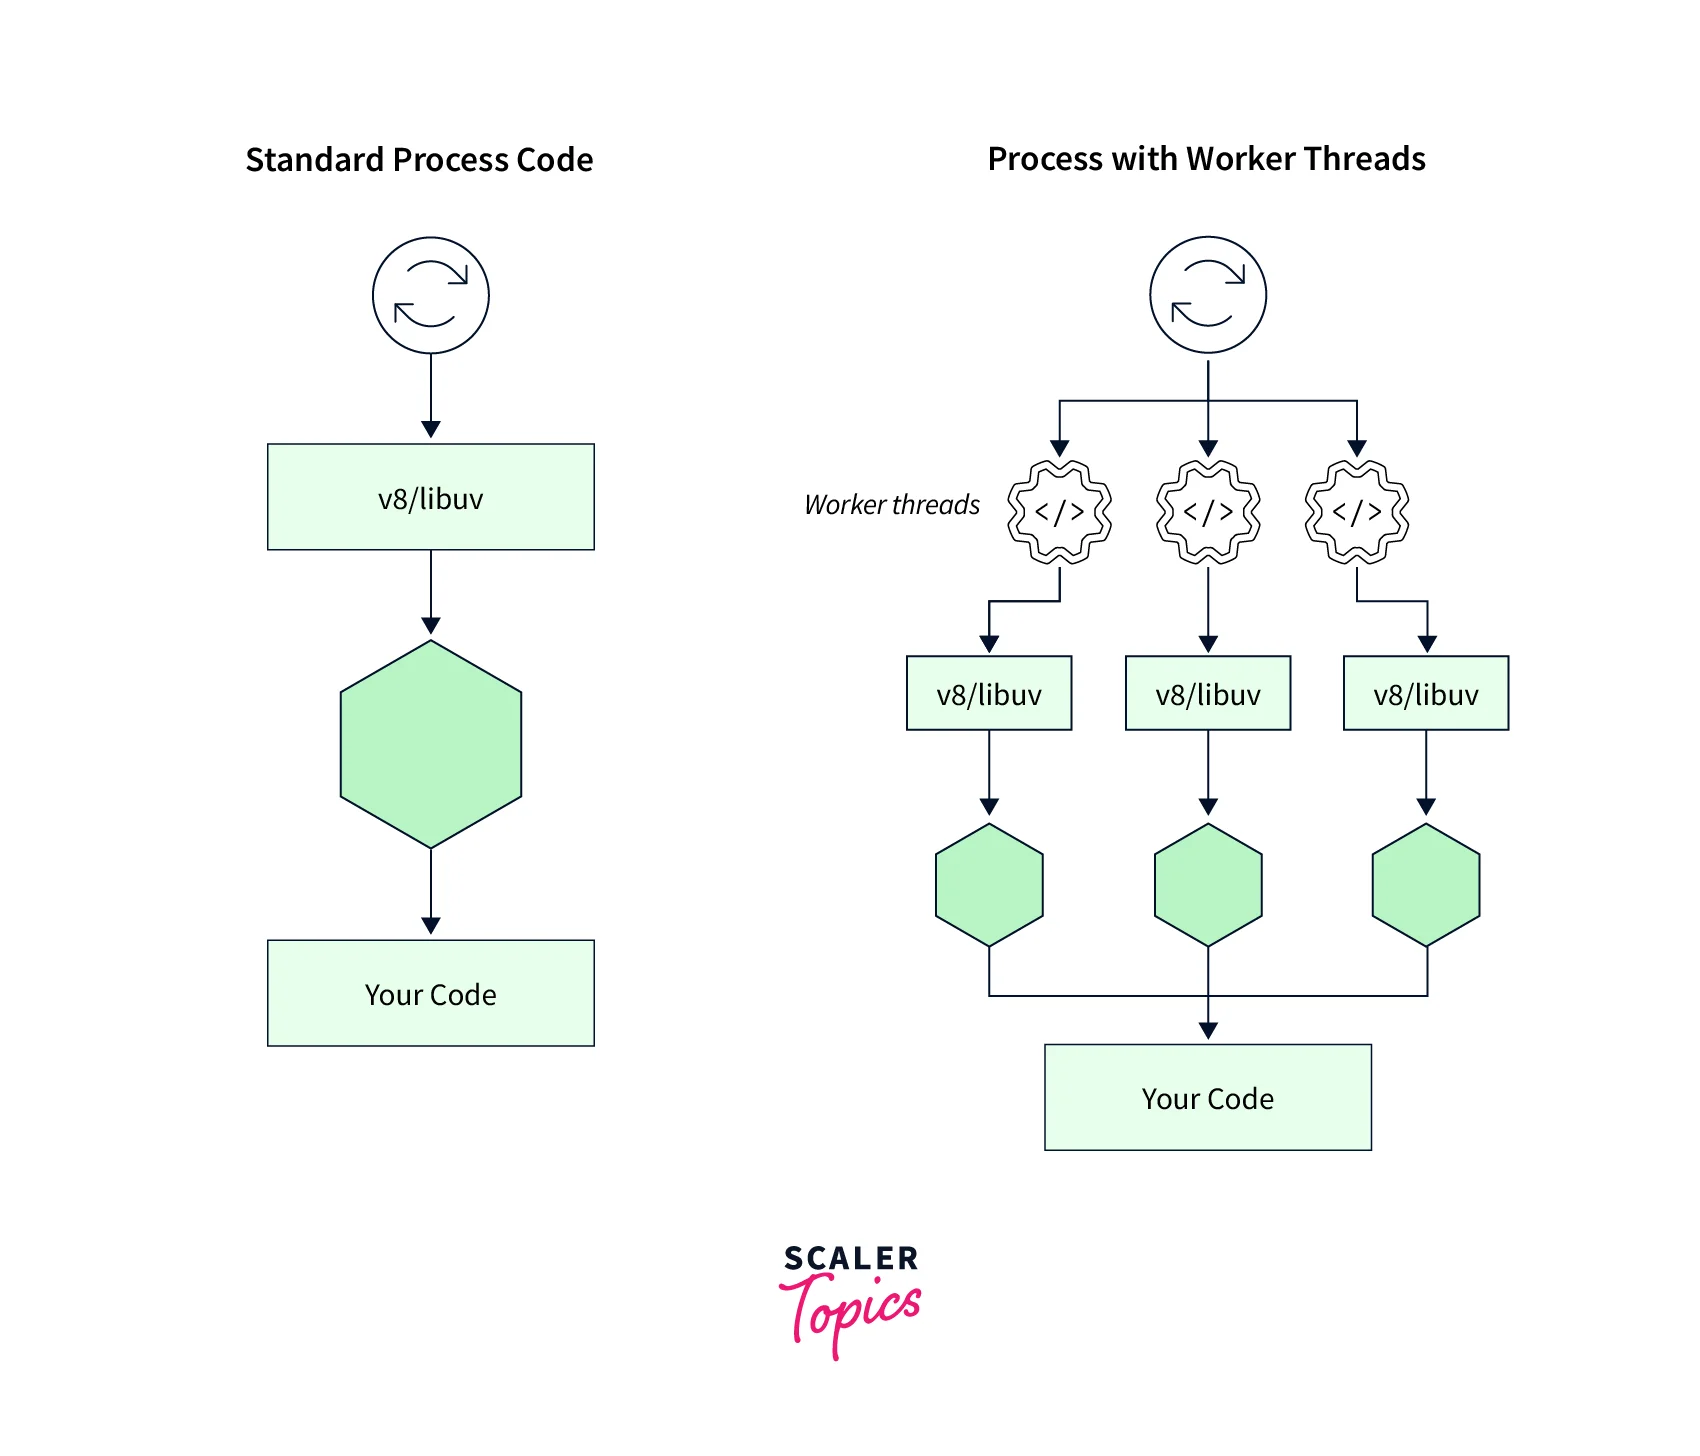 Standard Process Code
Process with Worker Threads
v8/libuv
Your Code
Worker threads
</>
</>
</>
v8/libuv
v8/libuv
v8/libuv
Your Code
SCALER
Topics